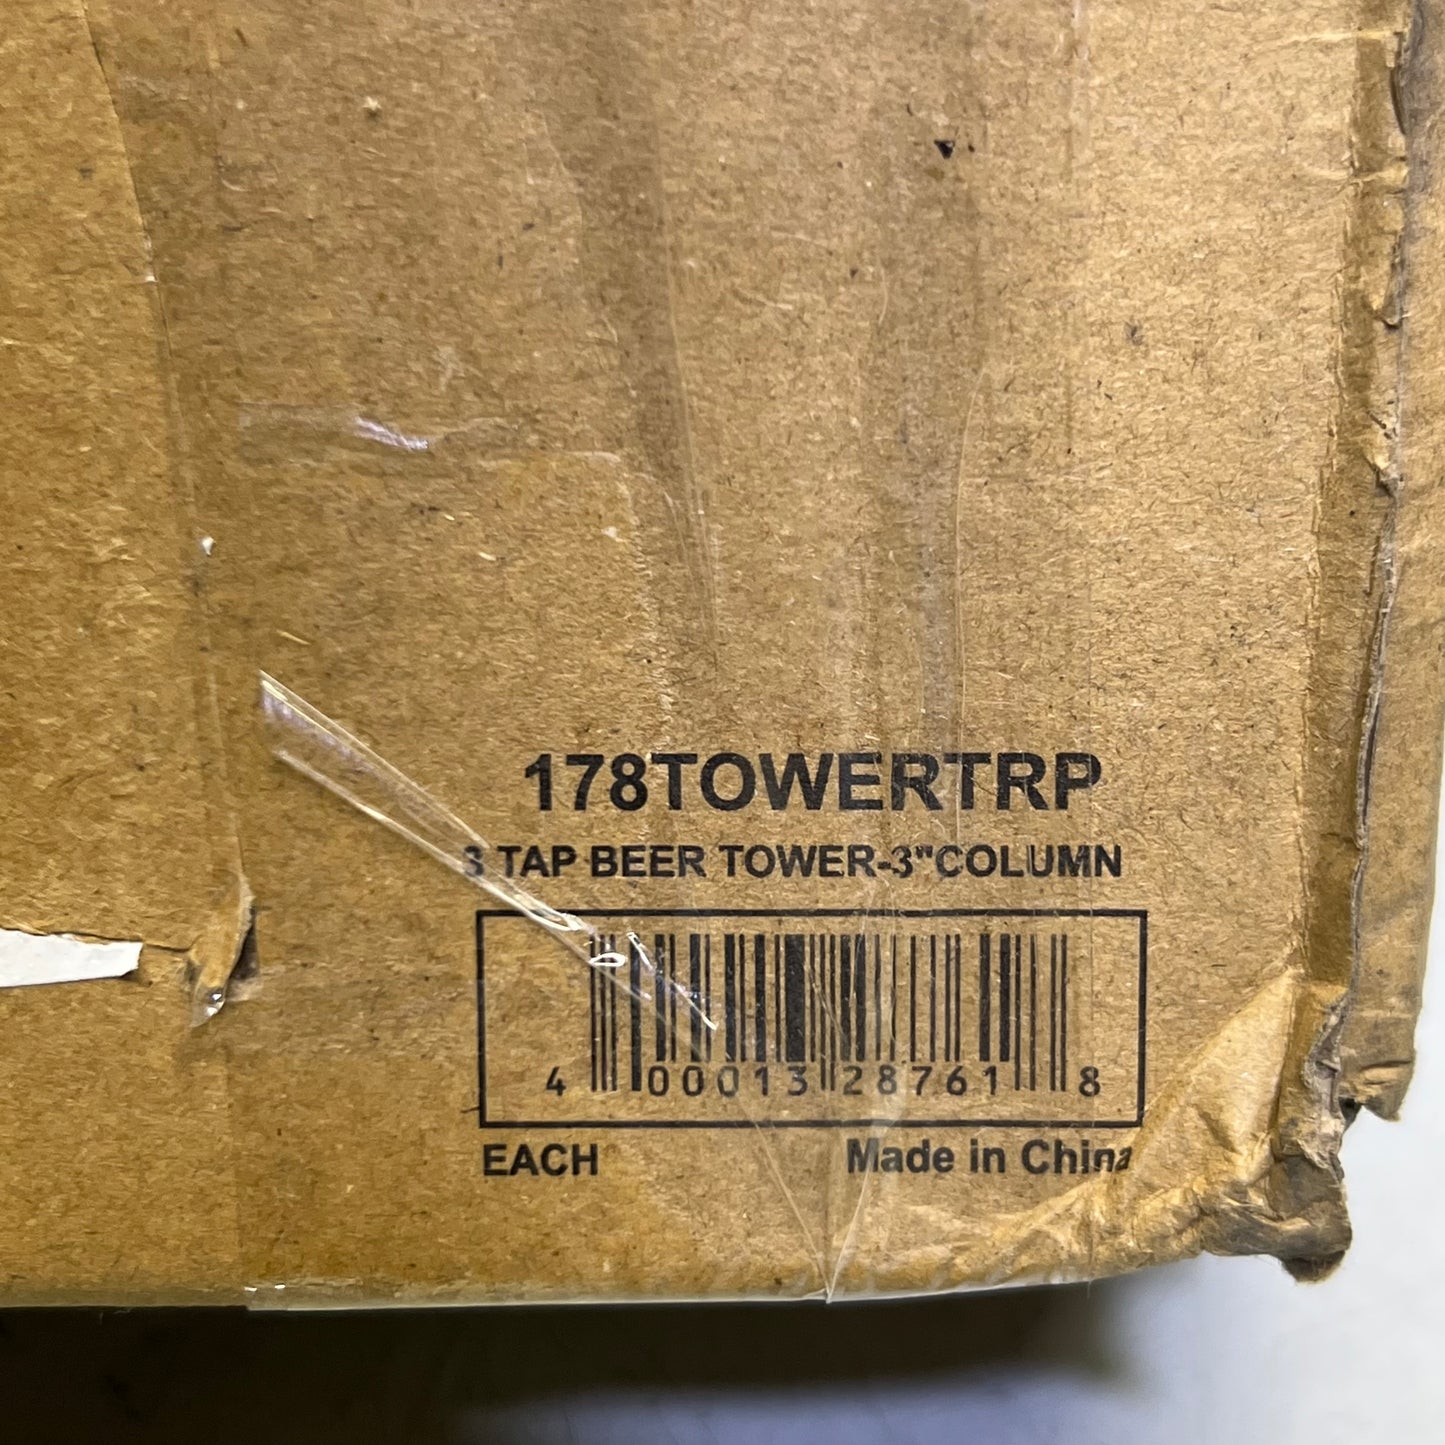 178TOWERTRP
3 TAP BEER TOWER-3"COLUMN
4 00013 28761 8
EACH Made in China